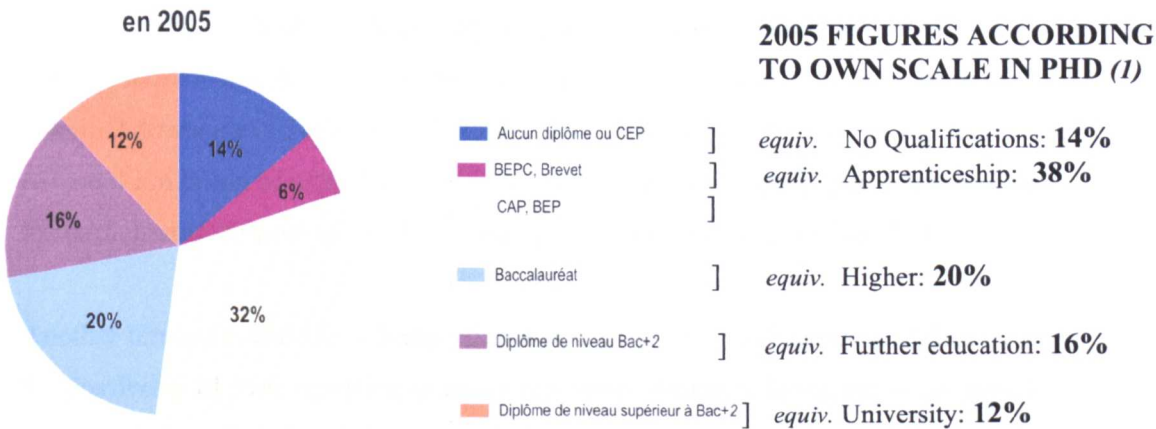 en 2005
2005 FIGURES ACCORDING
TO OWN SCALE IN PHD (1)
12%
14%
6%
16%
20%
32%
Aucun diplôme ou CEP ] equiv. No Qualifications: 14%
BEPC, Brevet ] equiv. Apprenticeship: 38%
CAP, BEP ]
Baccalauréat ] equiv. Higher: 20%
Diplôme de niveau Bac+2 ] equiv. Further education: 16%
Diplôme de niveau supérieur à Bac+2 ] equiv. University: 12%